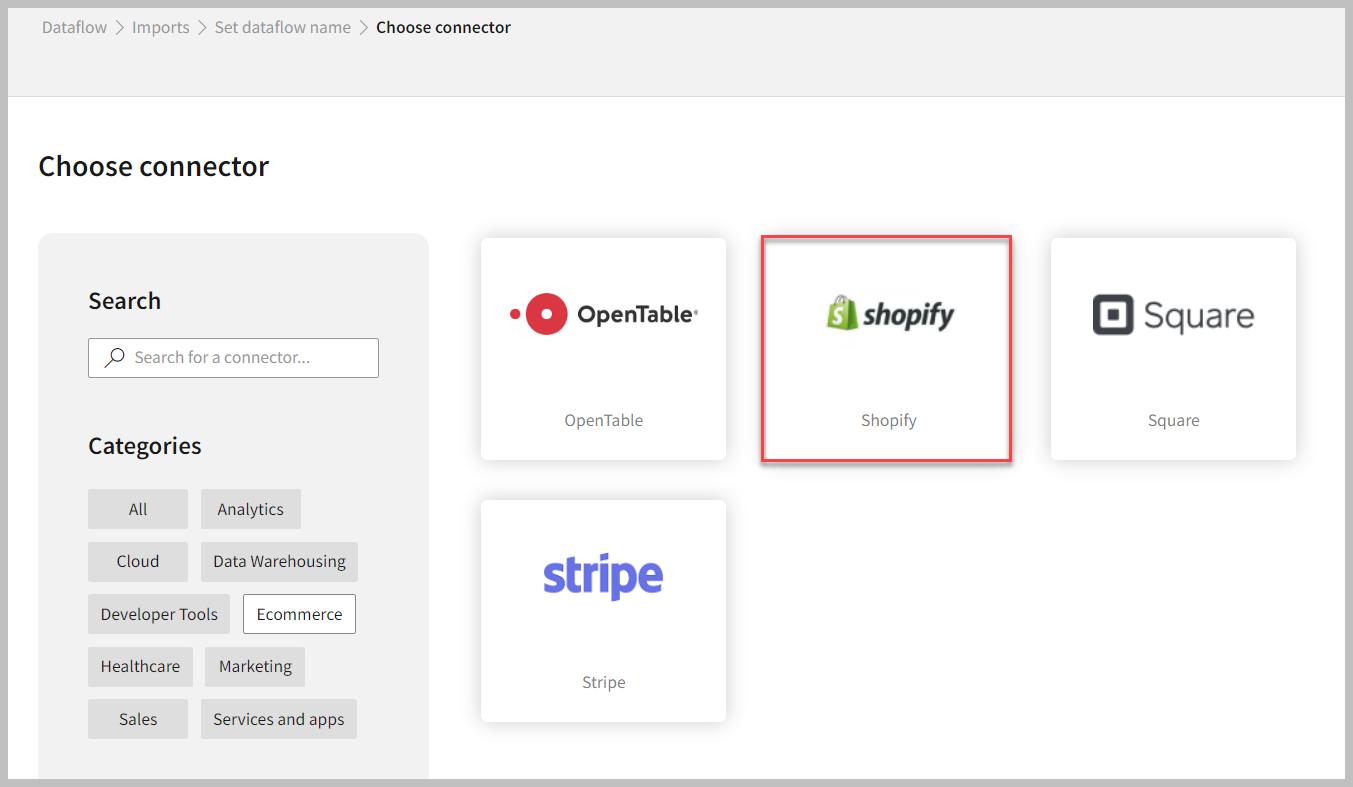 Dataflow > Imports > Set dataflow name > Choose connector
Choose connector
Search
Search for a connector...
Categories
All Analytics
Cloud Data Warehousing
Developer Tools Ecommerce
Healthcare Marketing
Sales Services and apps
OpenTable®
OpenTable
shopify
Shopify
Square
Square
stripe
Stripe